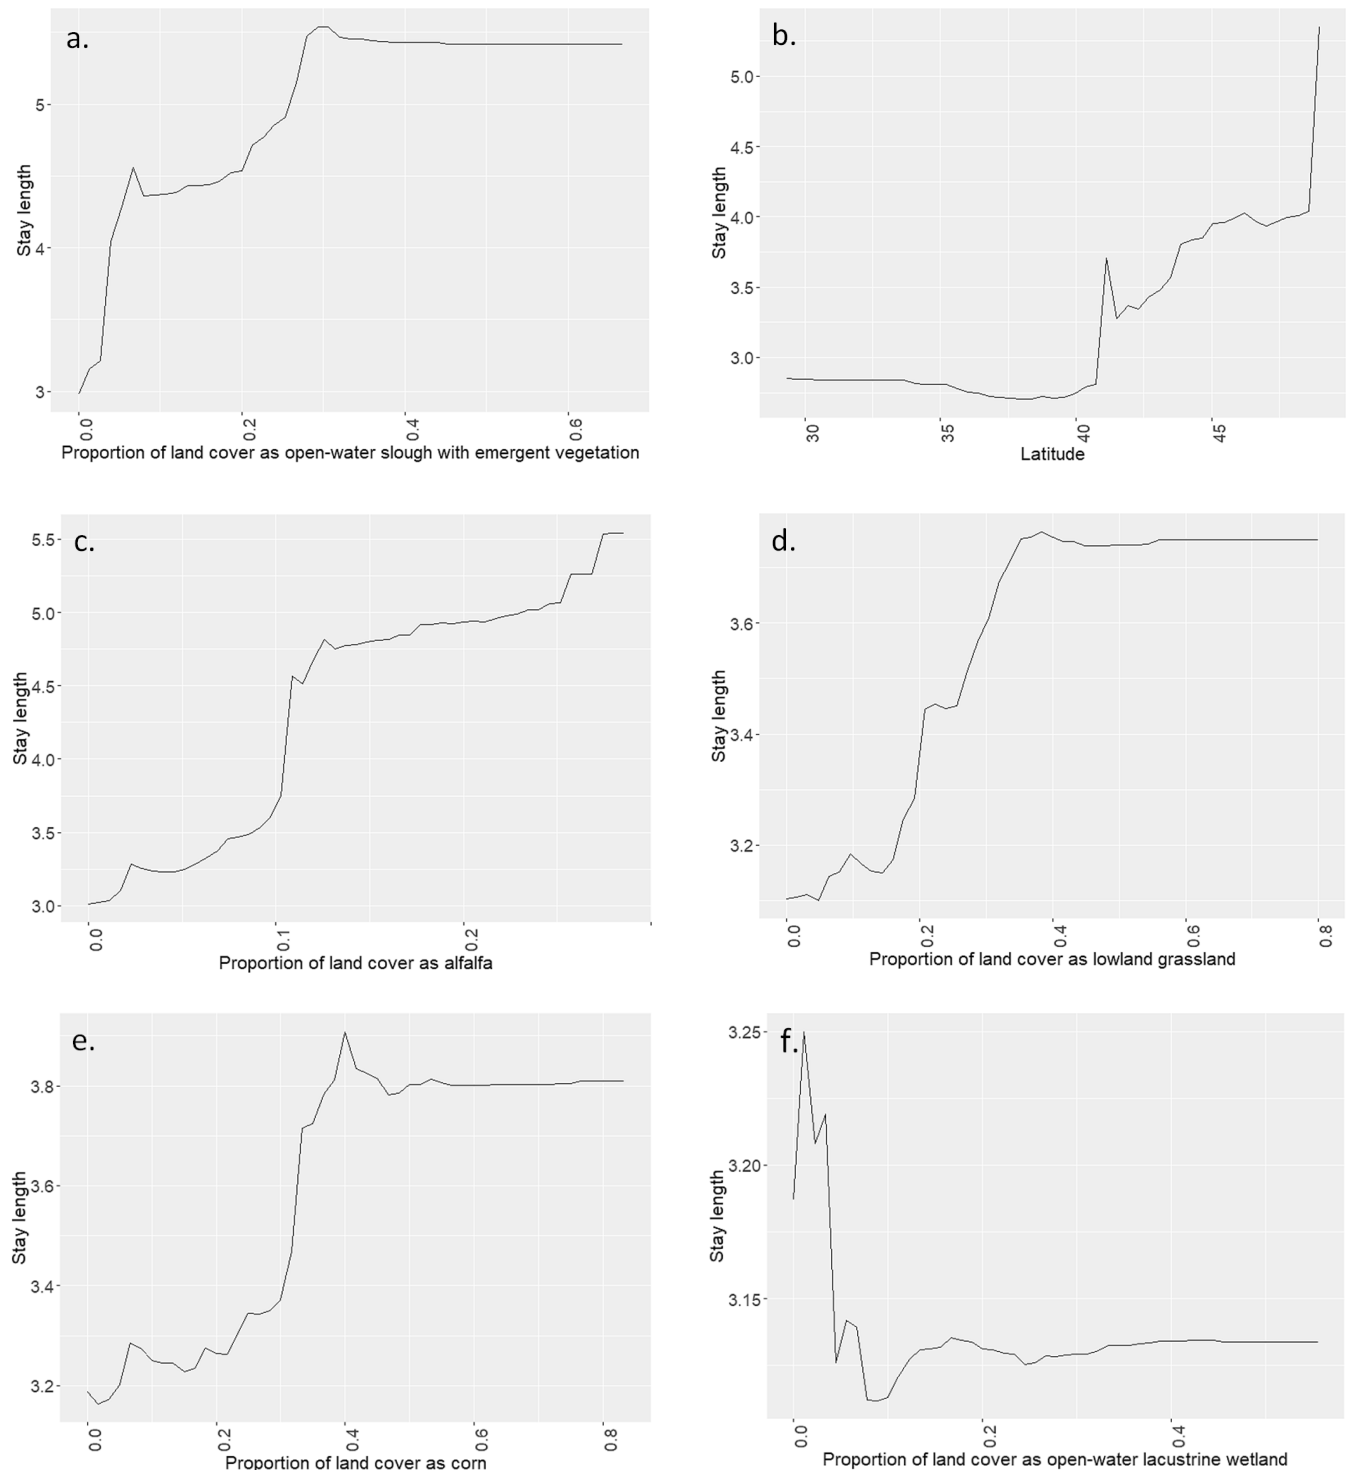 a.
Stay length
5
4
3
0.0 0.2 0.4 0.6
Proportion of land cover as open-water slough with emergent vegetation
b.
Stay length
5.0
4.5
4.0
3.5
3.0
30 35 40 45
Latitude
c.
Stay length
5.5
5.0
4.5
4.0
3.5
3.0
0.0 0.1 0.2
Proportion of land cover as alfalfa
d.
Stay length
3.6
3.4
3.2
0.0 0.2 0.4 0.6 0.8
Proportion of land cover as lowland grassland
e.
Stay length
3.8
3.6
3.4
3.2
0.0 0.2 0.4 0.6 0.8
Proportion of land cover as corn
f.
Stay length
3.25
3.20
3.15
0.0 0.2 0.4
Proportion of land cover as open-water lacustrine wetland